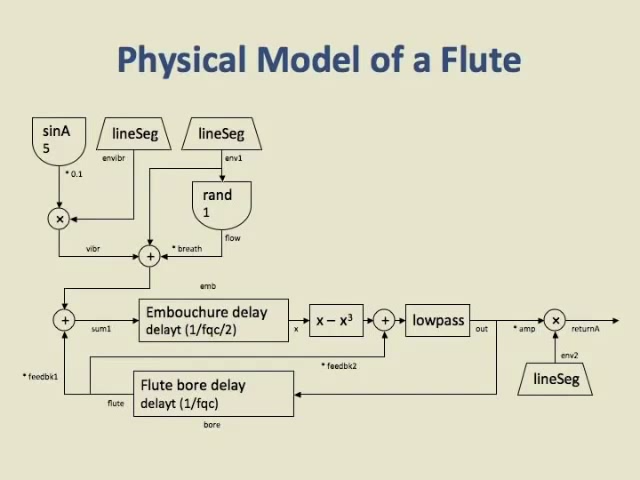 Physical Model of a Flute
sinA
5
lineSeg
lineSeg
envibr
env1
* 0.1
rand
1
×
flow
vibr
+
* breath
emb
+
sum1
Embouchure delay
delayt (1/fqc/2)
x
x – x³
+
lowpass
out
* amp
×
returnA
* feedbk2
env2
* feedbk1
Flute bore delay
delayt (1/fqc)
lineSeg
flute
bore